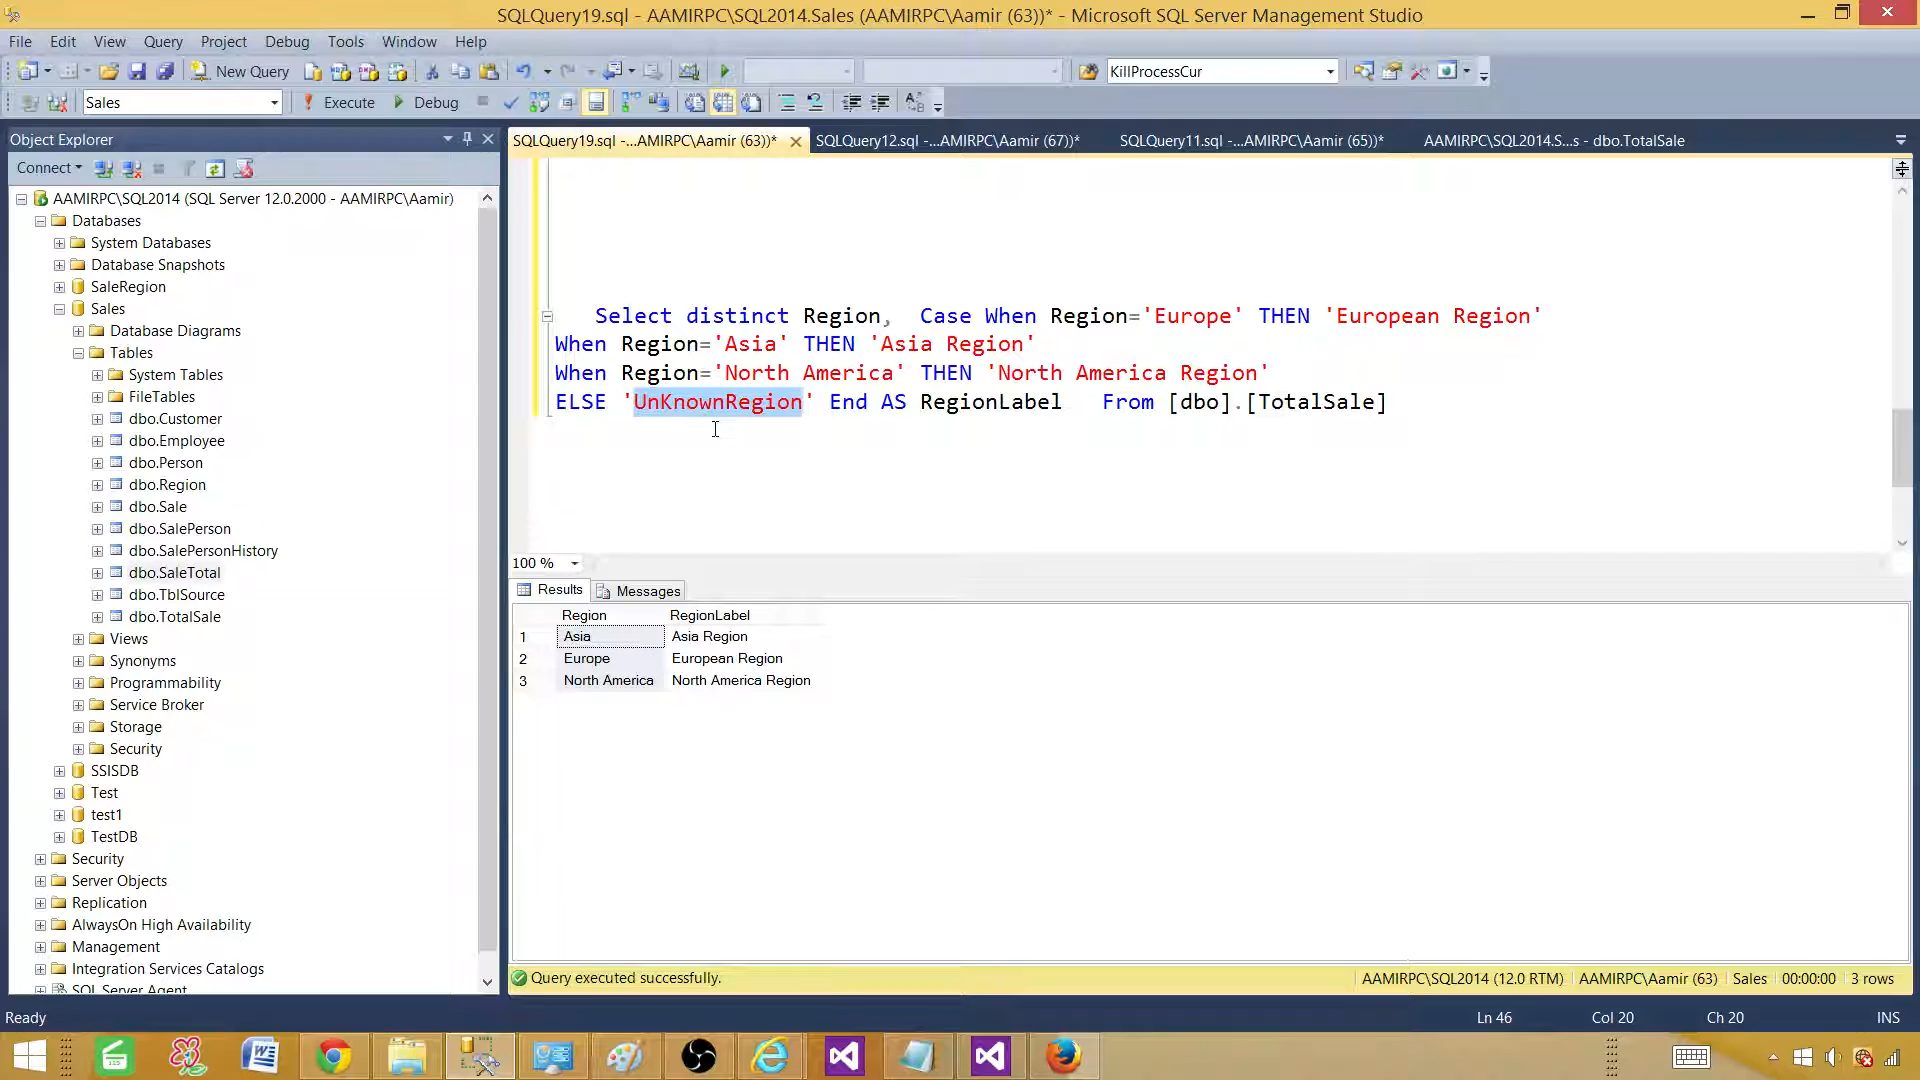 SQLQuery19.sql - AAMIRPC\SQL2014.Sales (AAMIRPC\Aamir (63))* - Microsoft SQL Server Management Studio
File Edit View Query Project Debug Tools Window Help
New Query KillProcessCur
Sales Execute Debug
Object Explorer
SQLQuery19.sql -...AMIRPC\Aamir (63))* SQLQuery12.sql -...AMIRPC\Aamir (67))* SQLQuery11.sql -...AMIRPC\Aamir (65))* AAMIRPC\SQL2014.S...s - dbo.TotalSale
Connect
AAMIRPC\SQL2014 (SQL Server 12.0.2000 - AAMIRPC\Aamir)
Databases
System Databases
Database Snapshots
SaleRegion
Sales
Database Diagrams
Tables
System Tables
FileTables
dbo.Customer
dbo.Employee
dbo.Person
dbo.Region
dbo.Sale
dbo.SalePerson
dbo.SalePersonHistory
dbo.SaleTotal
dbo.TblSource
dbo.TotalSale
Views
Synonyms
Programmability
Service Broker
Storage
Security
SSISDB
Test
test1
TestDB
Security
Server Objects
Replication
AlwaysOn High Availability
Management
Integration Services Catalogs
SQL Server Agent
Select distinct Region, Case When Region='Europe' THEN 'European Region'
When Region='Asia' THEN 'Asia Region'
When Region='North America' THEN 'North America Region'
ELSE 'UnKnownRegion' End AS RegionLabel From [dbo].[TotalSale]
100 %
Results Messages
Region RegionLabel
1 Asia Asia Region
2 Europe European Region
3 North America North America Region
Query executed successfully. AAMIRPC\SQL2014 (12.0 RTM) AAMIRPC\Aamir (63) Sales 00:00:00 3 rows
Ready Ln 46 Col 20 Ch 20 INS